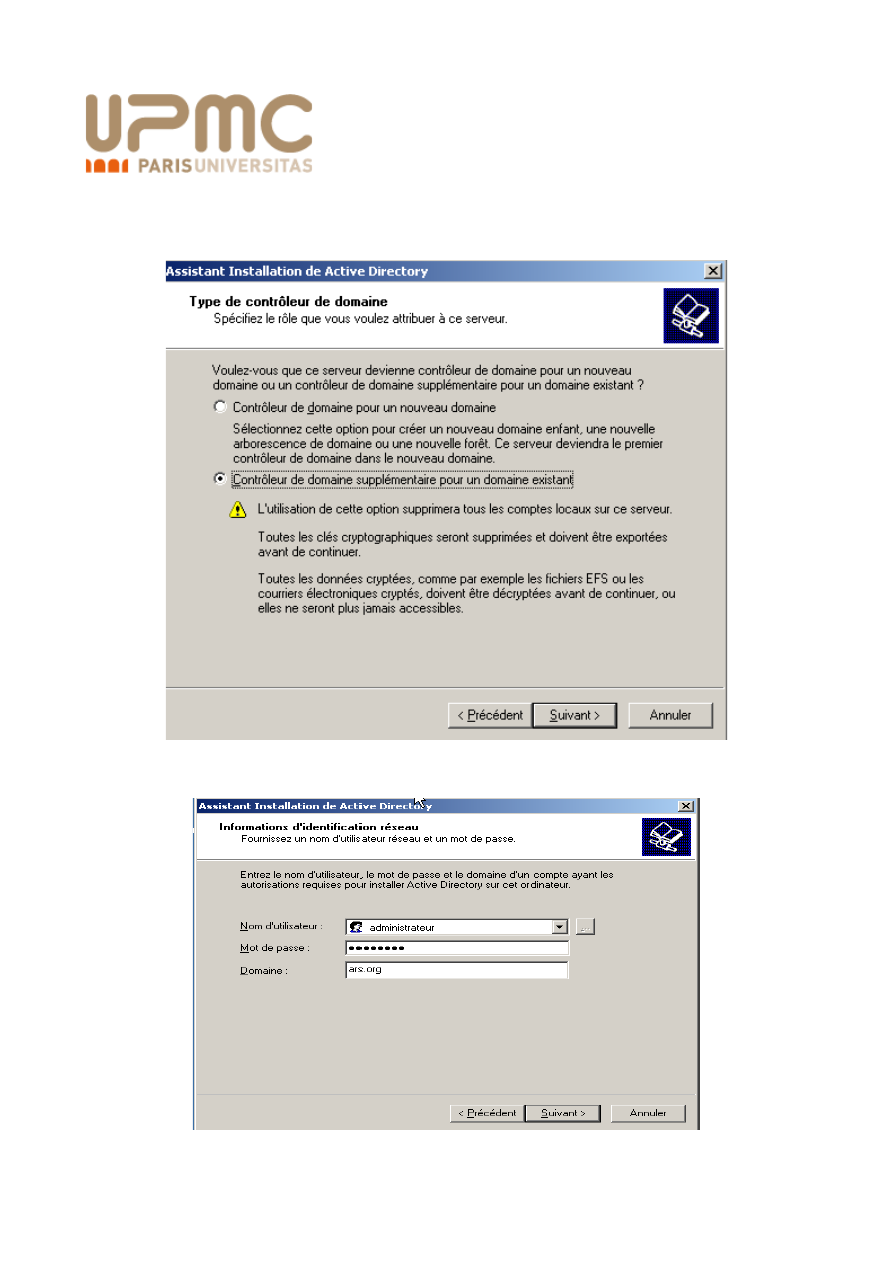 UPMC
PARISUNIVERSITAS
Assistant Installation de Active Directory
Type de contrôleur de domaine
Spécifiez le rôle que vous voulez attribuer à ce serveur.
Voulez-vous que ce serveur devienne contrôleur de domaine pour un nouveau
domaine ou un contrôleur de domaine supplémentaire pour un domaine existant ?
Contrôleur de domaine pour un nouveau domaine
Sélectionnez cette option pour créer un nouveau domaine enfant, une nouvelle
arborescence de domaine ou une nouvelle forêt. Ce serveur deviendra le premier
contrôleur de domaine dans le nouveau domaine.
Contrôleur de domaine supplémentaire pour un domaine existant
L'utilisation de cette option supprimera tous les comptes locaux sur ce serveur.
Toutes les clés cryptographiques seront supprimées et doivent être exportées
avant de continuer.
Toutes les données cryptées, comme par exemple les fichiers EFS ou les
courriers électroniques cryptés, doivent être décryptées avant de continuer, ou
elles ne seront plus jamais accessibles.
< Précédent Suivant > Annuler
Assistant Installation de Active Directory
Informations d'identification réseau
Fournissez un nom d'utilisateur réseau et un mot de passe.
Entrez le nom d'utilisateur, le mot de passe et le domaine d'un compte ayant les
autorisations requises pour installer Active Directory sur cet ordinateur.
Nom d'utilisateur : administrateur ...
Mot de passe : ••••••••
Domaine : ars.org
< Précédent Suivant > Annuler